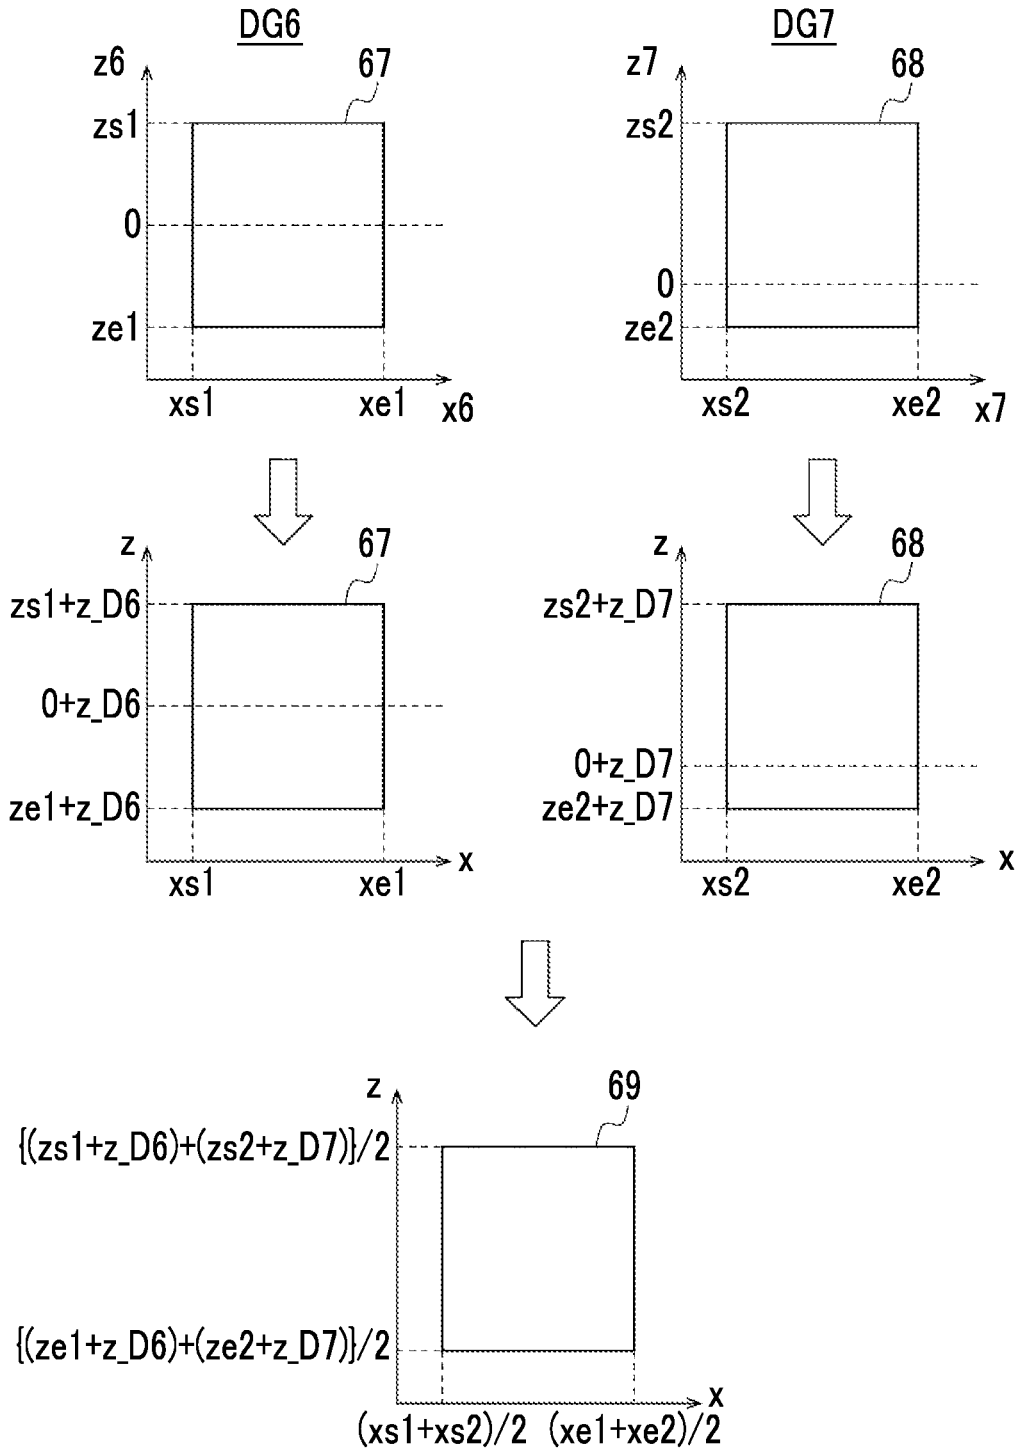 DG6
z6
67
zs1
0
ze1
xs1
xe1
x6
DG7
z7
68
zs2
0
ze2
xs2
xe2
x7
z
67
zs1+z_D6
0+z_D6
ze1+z_D6
x
xs1
xe1
z
68
zs2+z_D7
0+z_D7
ze2+z_D7
x
xs2
xe2
z
69
{(zs1+z_D6)+(zs2+z_D7)}/2
{(ze1+z_D6)+(ze2+z_D7)}/2
x
(xs1+xs2)/2 (xe1+xe2)/2